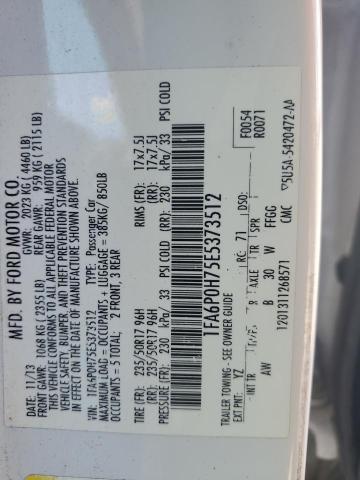 MFD. BY FORD MOTOR CO.
DATE: 11/13 GVWR: 2023 KG ( 4460 LB)
FRONT GAWR: 1068 KG (2355 LB) REAR GAWR: 959 KG ( 2115 LB)
THIS VEHICLE CONFORMS TO ALL APPLICABLE FEDERAL MOTOR
VEHICLE SAFETY, BUMPER, AND THEFT PREVENTION STANDARDS
IN EFFECT ON THE DATE OF MANUFACTURE SHOWN ABOVE.
VIN: 1FA6P0H75E5373512 TYPE: Passenger Car
MAXIMUM LOAD= OCCUPANTS + LUGGAGE = 385KG/ 850LB
OCCUPANTS = 5 TOTAL: 2 FRONT, 3 REAR
TIRE (FR): 235/50R17 96H RIMS (FR): 17x7.5J
RR): 235/50R17 96H RR): 17x7.5J
PRESSURE (FR): 230 kPa/ 33 PSI COLD RR): 230 kPa/ 33 PSI COLD
1FA6P0H75E5373512
TRAILER TOWING - SEE OWNER GUIDE F0054
EXT PNT: YZ RC: 71 DSO: R0071
INT TR R AXLE TR SPR
AW B 30 W FFGG
1201311268571 CMC 5U5A-5420472-AA